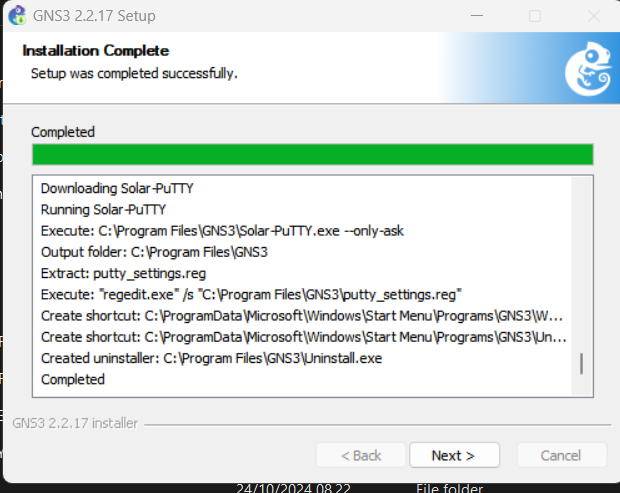 GNS3 2.2.17 Setup
Installation Complete
Setup was completed successfully.
Completed
Downloading Solar-PuTTY
Running Solar-PuTTY
Execute: C:\Program Files\GNS3\Solar-PuTTY.exe --only-ask
Output folder: C:\Program Files\GNS3
Extract: putty_settings.reg
Execute: "regedit.exe" /s "C:\Program Files\GNS3\putty_settings.reg"
Create shortcut: C:\ProgramData\Microsoft\Windows\Start Menu\Programs\GNS3\W...
Create shortcut: C:\ProgramData\Microsoft\Windows\Start Menu\Programs\GNS3\Un...
Created uninstaller: C:\Program Files\GNS3\Uninstall.exe
Completed
GNS3 2.2.17 installer
< Back Next > Cancel
24/10/2024 08.22 File folder